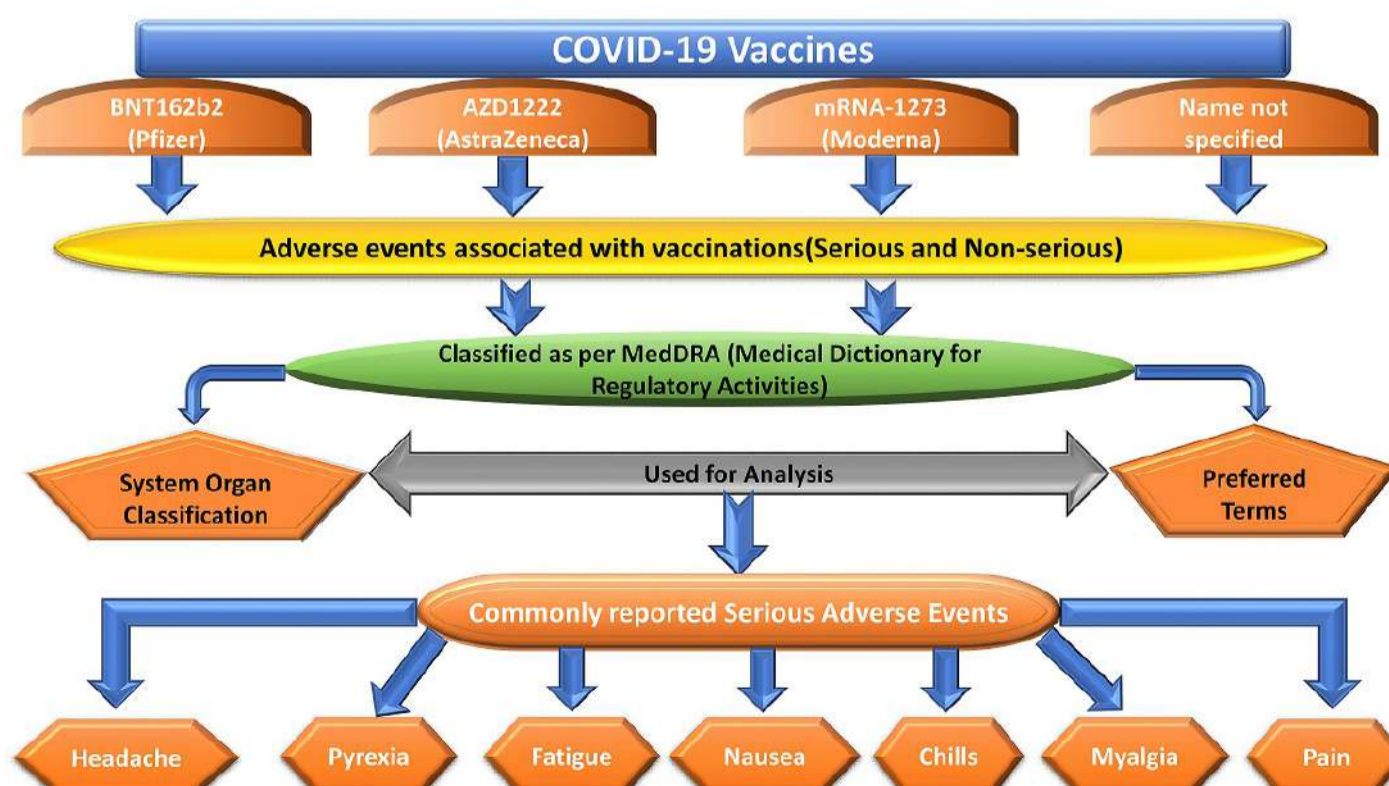 COVID-19 Vaccines
BNT162b2
(Pfizer)
AZD1222
(AstraZeneca)
mRNA-1273
(Moderna)
Name not
specified
Adverse events associated with vaccinations(Serious and Non-serious)
Classified as per MedDRA (Medical Dictionary for
Regulatory Activities)
System Organ
Classification
Used for Analysis
Preferred
Terms
Commonly reported Serious Adverse Events
Headache
Pyrexia
Fatigue
Nausea
Chills
Myalgia
Pain